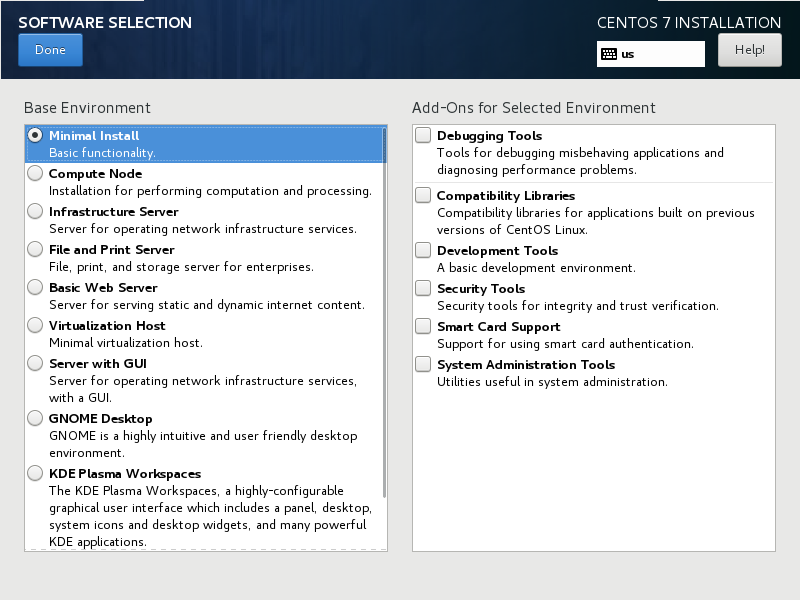 SOFTWARE SELECTION
CENTOS 7 INSTALLATION
Done
us
Help!
Base Environment
Minimal Install
Basic functionality.
Compute Node
Installation for performing computation and processing.
Infrastructure Server
Server for operating network infrastructure services.
File and Print Server
File, print, and storage server for enterprises.
Basic Web Server
Server for serving static and dynamic internet content.
Virtualization Host
Minimal virtualization host.
Server with GUI
Server for operating network infrastructure services,
with a GUI.
GNOME Desktop
GNOME is a highly intuitive and user friendly desktop
environment.
KDE Plasma Workspaces
The KDE Plasma Workspaces, a highly-configurable
graphical user interface which includes a panel, desktop,
system icons and desktop widgets, and many powerful
KDE applications.
Add-Ons for Selected Environment
Debugging Tools
Tools for debugging misbehaving applications and
diagnosing performance problems.
Compatibility Libraries
Compatibility libraries for applications built on previous
versions of CentOS Linux.
Development Tools
A basic development environment.
Security Tools
Security tools for integrity and trust verification.
Smart Card Support
Support for using smart card authentication.
System Administration Tools
Utilities useful in system administration.